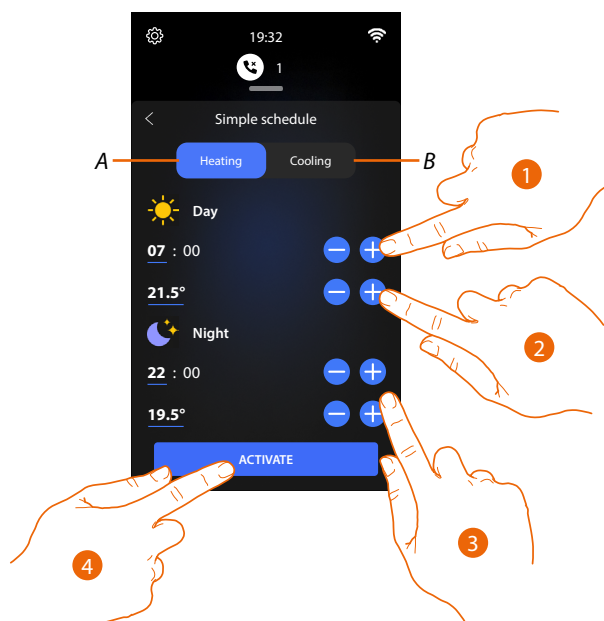 19:32
1
Simple schedule
A Heating Cooling B
1
Day
07 : 00
21.5°
2
Night
22 : 00
19.5°
ACTIVATE
3
4